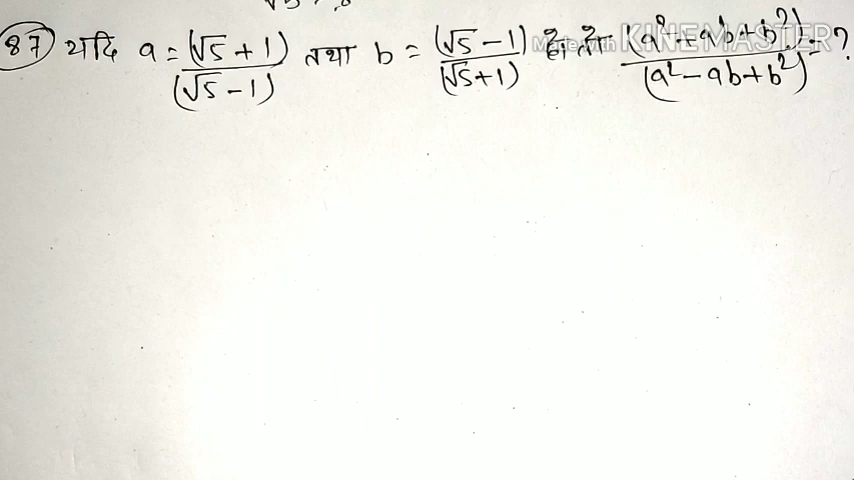 87) यदि a = (√5 + 1)/(√5 - 1) तथा b = (√5 - 1)/(√5 + 1) हो तो (a² + ab + b²)/(a² - ab + b²) = ?
Made with KINEMASTER